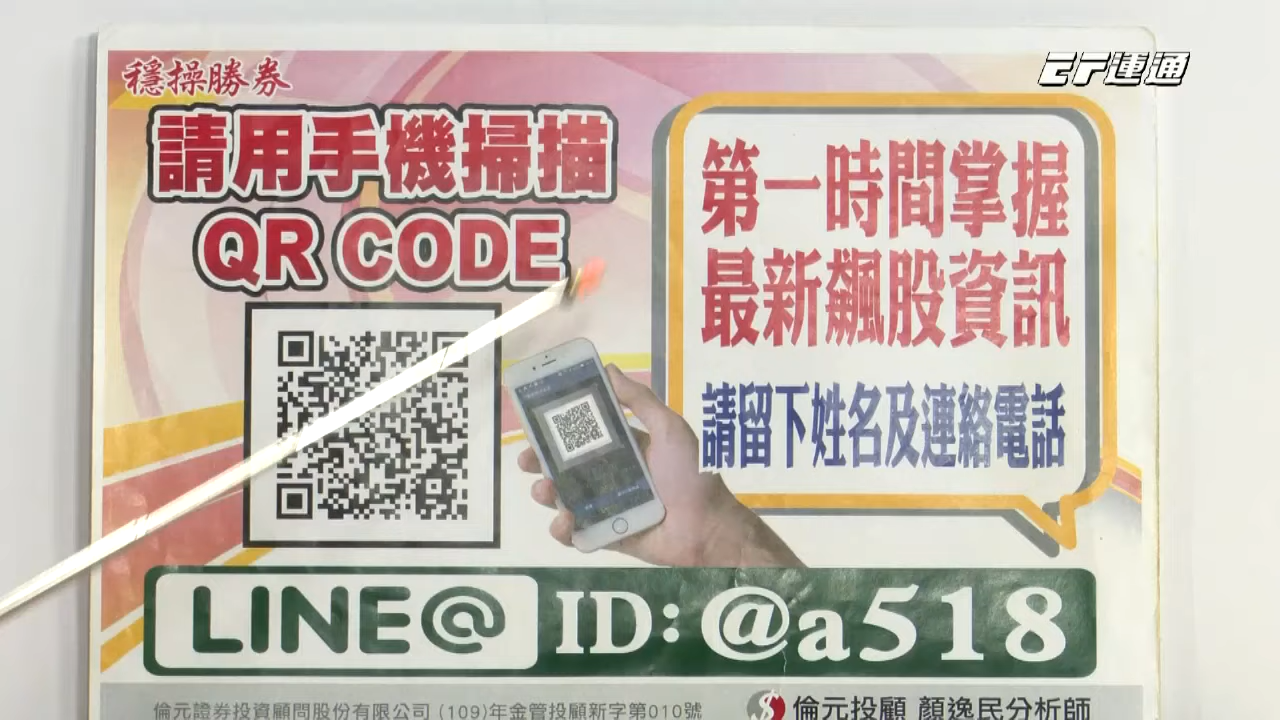 穩操勝券
EF運通
請用手機掃描
QR CODE
第一時間掌握
最新飆股資訊
請留下姓名及連絡電話
LINE@ ID:@a518
倫元證券投資顧問股份有限公司 (109)年金管投顧新字第010號
倫元投顧 顏逸民分析師